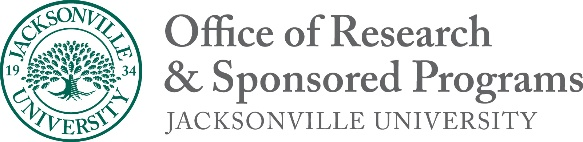 JACKSONVILLE
19 34
UNIVERSITY
Office of Research
& Sponsored Programs
JACKSONVILLE UNIVERSITY